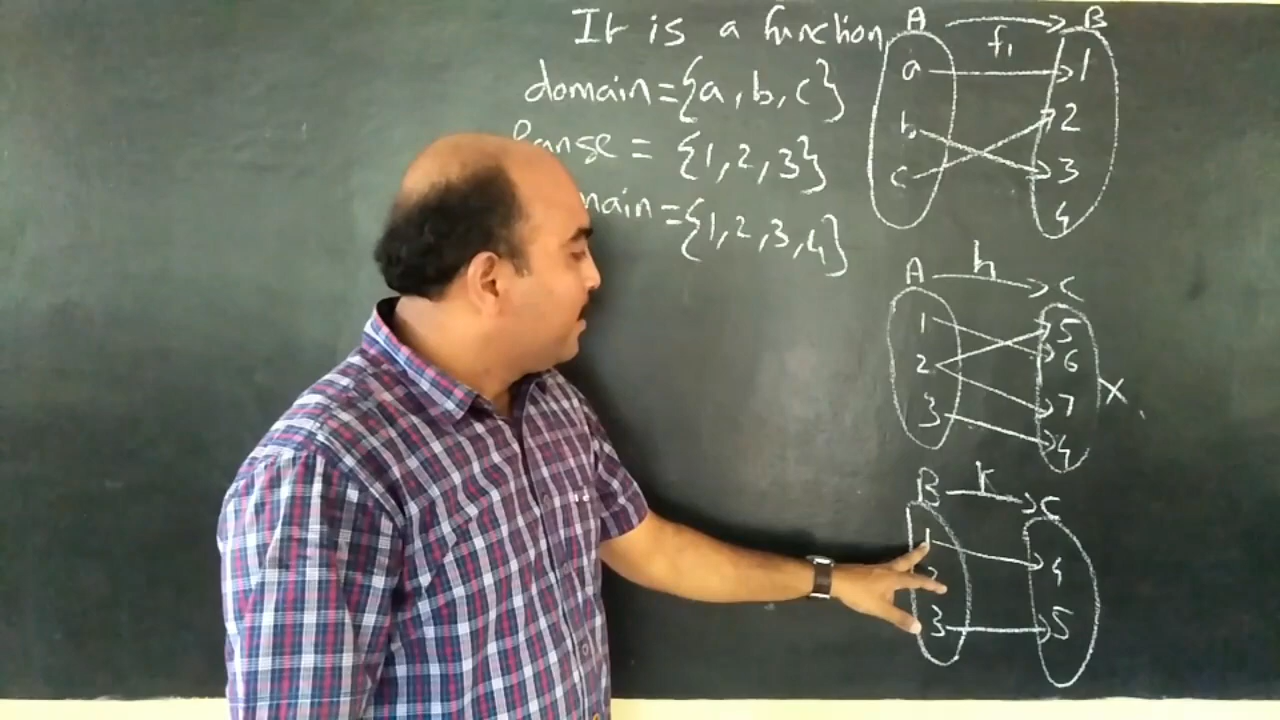 It is a function
domain = {a, b, c}
Range = {1, 2, 3}
main = {1, 2, 3, 4}
A B
f1
a 1
b 2
c 3
4
A h C
1 5
2 6
3 7
4
X
B k C
1 4
2
3 5